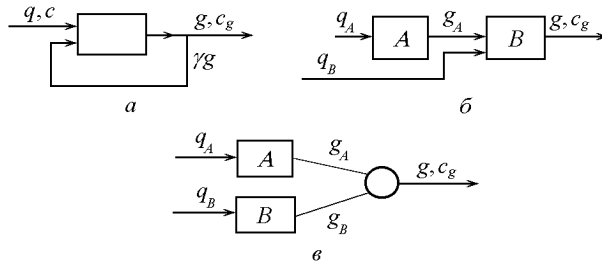 q, c
g, c_g
γg
а
q_A
A
g_A
B
g, c_g
q_B
б
q_A
A
g_A
g, c_g
q_B
B
g_B
в